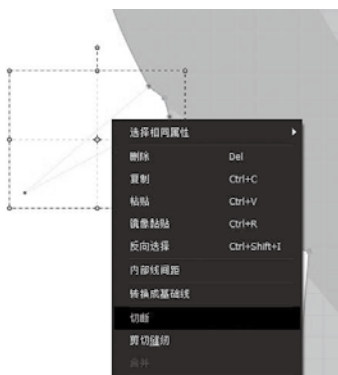 选择相同属性
删除 Del
复制 Ctrl+C
粘贴 Ctrl+V
镜像黏贴 Ctrl+R
反向选择 Ctrl+Shift+I
内部线间距
转换成基础线
切断
剪切缝纫
合并